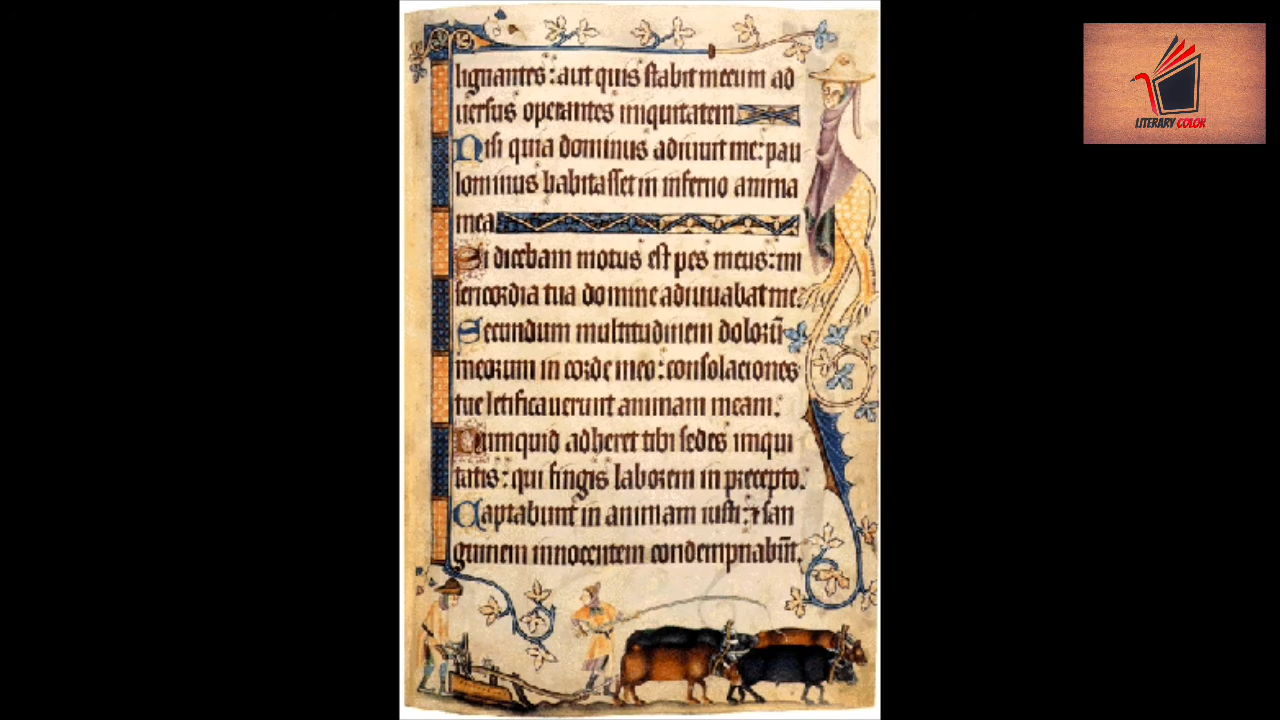 lignantes: aut quis stabit mecum ad
uersus operantes iniquitatem
Nisi quia dominus adiuuit me: pau
lominus habitasset in inferno anima
mea
Si dicebam motus est pes meus: mi
sericordia tua domine adiuuabat me:
Secundum multitudinem dolorū
meorum in corde meo: consolaciones
tue letificauerunt animam meam:
Numquid adheret tibi sedes iniqui
tatis: qui fingis laborem in precepto:
Captabunt in animam iusti: ⁊ san
guinem innocentem condempnabūt.
LITERARY COLOR